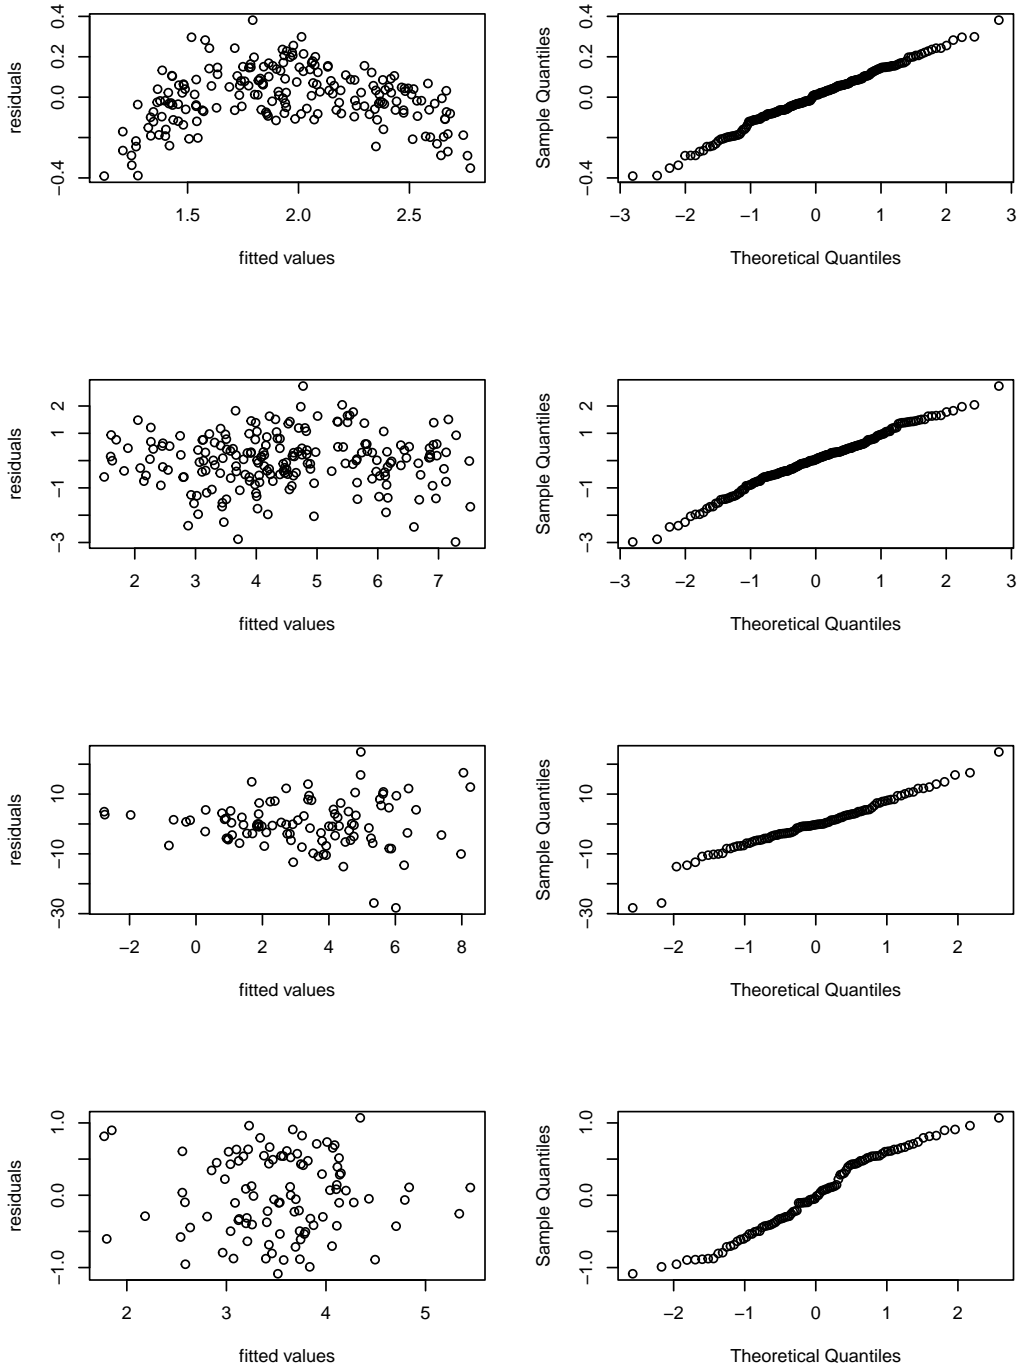 residuals
−0.4 0.0 0.2 0.4
1.5 2.0 2.5
fitted values
Sample Quantiles
−0.4 0.0 0.2 0.4
−3 −2 −1 0 1 2 3
Theoretical Quantiles
residuals
−3 −1 1 2
2 3 4 5 6 7
fitted values
Sample Quantiles
−3 −1 1 2
−3 −2 −1 0 1 2 3
Theoretical Quantiles
residuals
−30 −10 10
−2 0 2 4 6 8
fitted values
Sample Quantiles
−30 −10 10
−2 −1 0 1 2
Theoretical Quantiles
residuals
−1.0 0.0 1.0
2 3 4 5
fitted values
Sample Quantiles
−1.0 0.0 1.0
−2 −1 0 1 2
Theoretical Quantiles